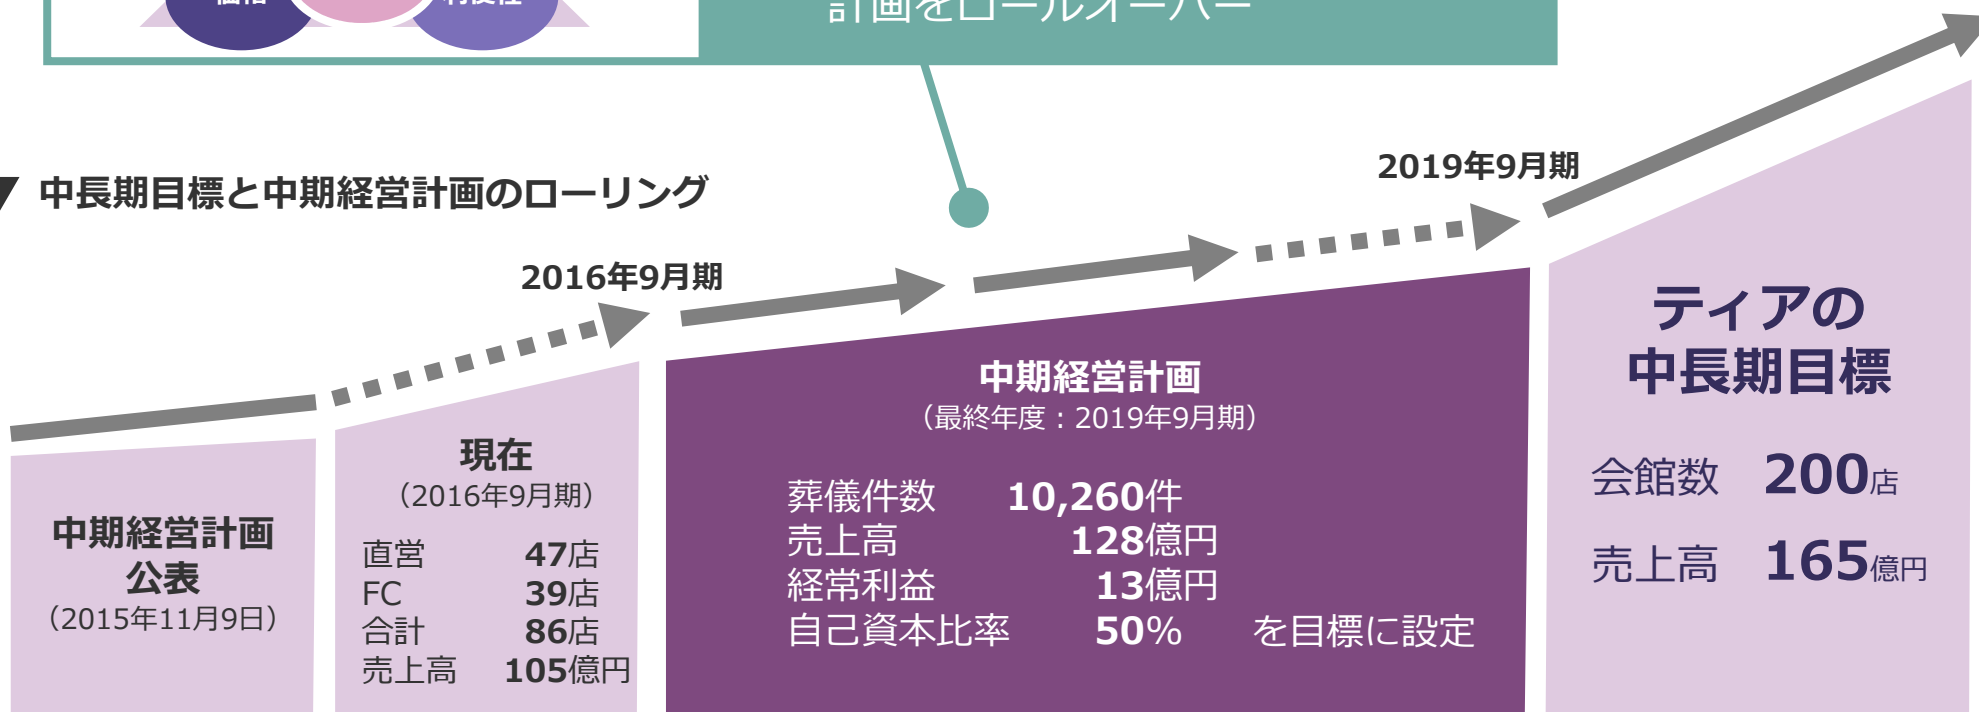 計画をロールオーバー
中長期目標と中期経営計画のローリング
2016年9月期
2019年9月期
中期経営計画
公表
（2015年11月9日）
現在
（2016年9月期）
直営 47店
FC 39店
合計 86店
売上高 105億円
中期経営計画
（最終年度：2019年9月期）
葬儀件数 10,260件
売上高 128億円
経常利益 13億円
自己資本比率 50% を目標に設定
ティアの
中長期目標
会館数 200店
売上高 165億円